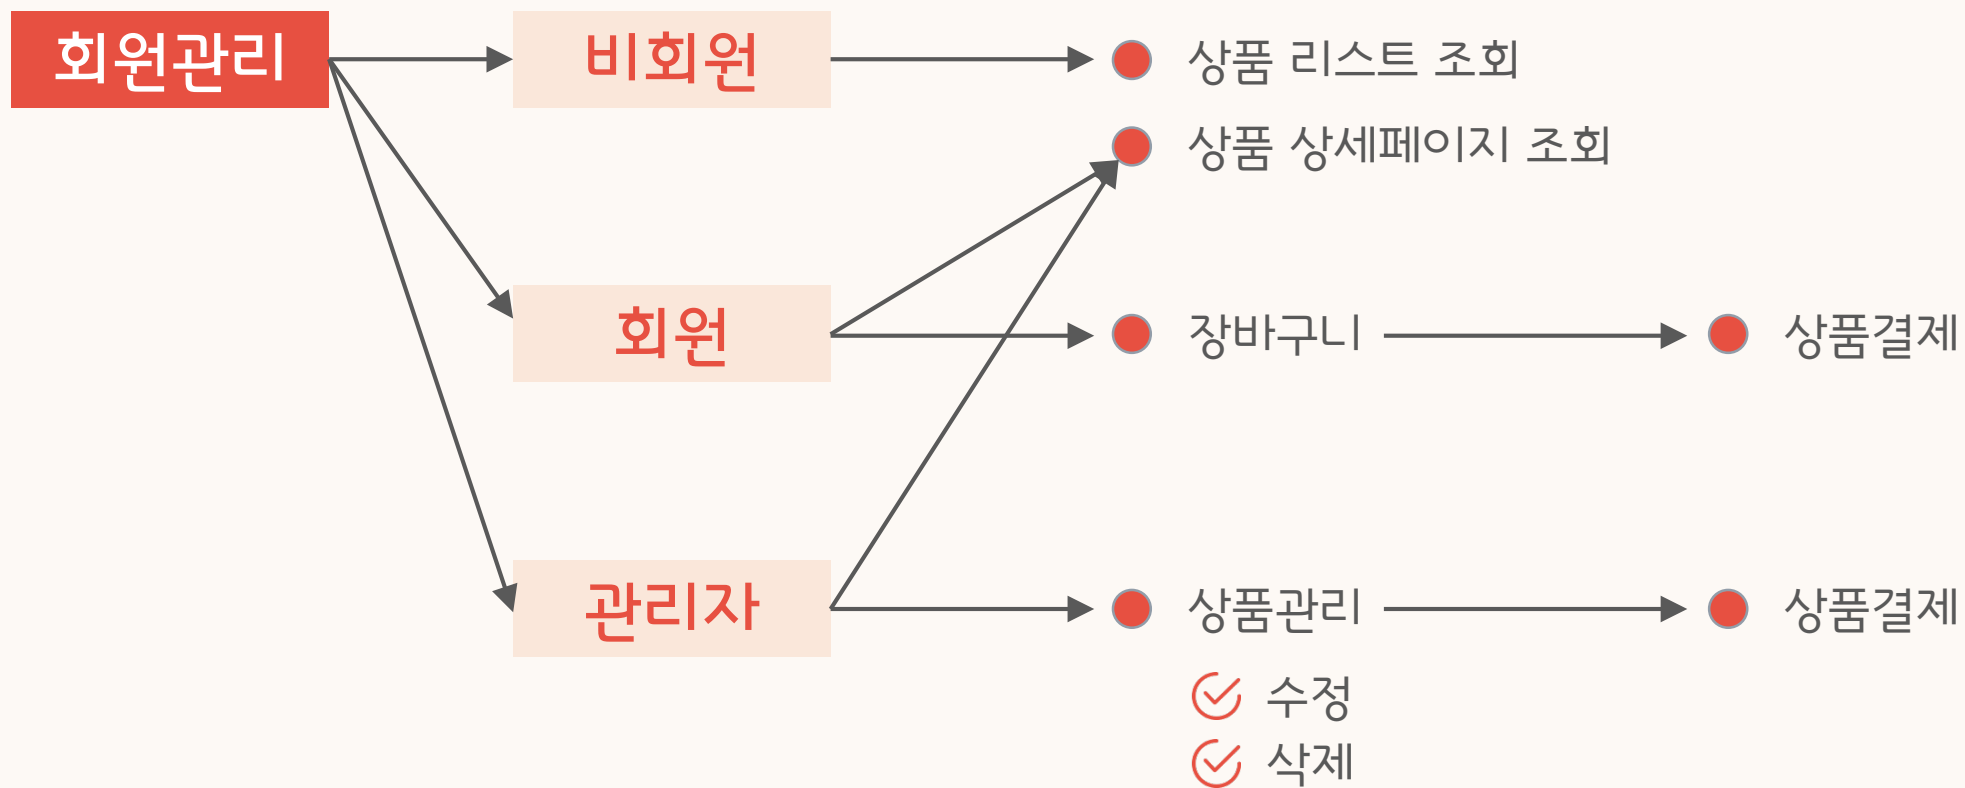 회원관리
비회원
상품 리스트 조회
상품 상세페이지 조회
회원
장바구니
상품결제
관리자
상품관리
상품결제
수정
삭제